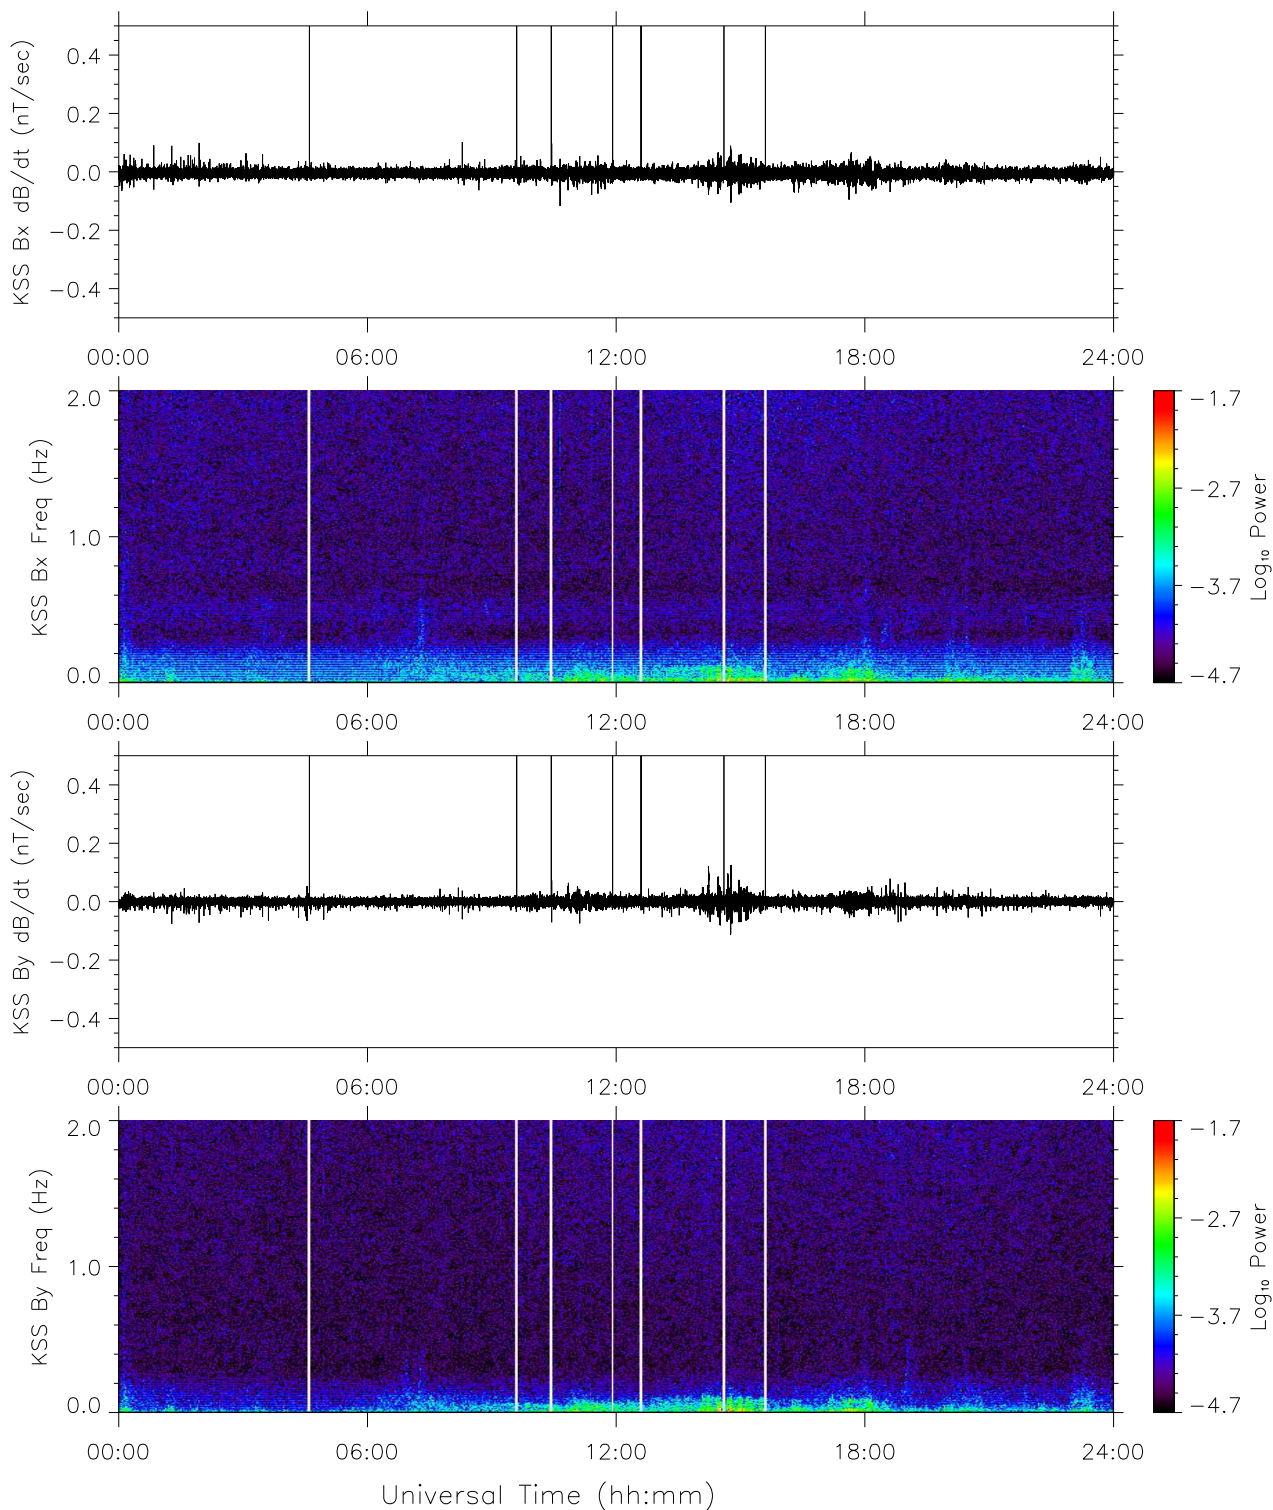 KSS Bx dB/dt (nT/sec)
0.4
0.2
0.0
−0.2
−0.4
00:00 06:00 12:00 18:00 24:00
KSS Bx Freq (Hz)
2.0
1.0
0.0
−1.7
−2.7
−3.7
−4.7
Log₁₀ Power
00:00 06:00 12:00 18:00 24:00
KSS By dB/dt (nT/sec)
0.4
0.2
0.0
−0.2
−0.4
00:00 06:00 12:00 18:00 24:00
KSS By Freq (Hz)
2.0
1.0
0.0
−1.7
−2.7
−3.7
−4.7
Log₁₀ Power
00:00 06:00 12:00 18:00 24:00
Universal Time (hh:mm)